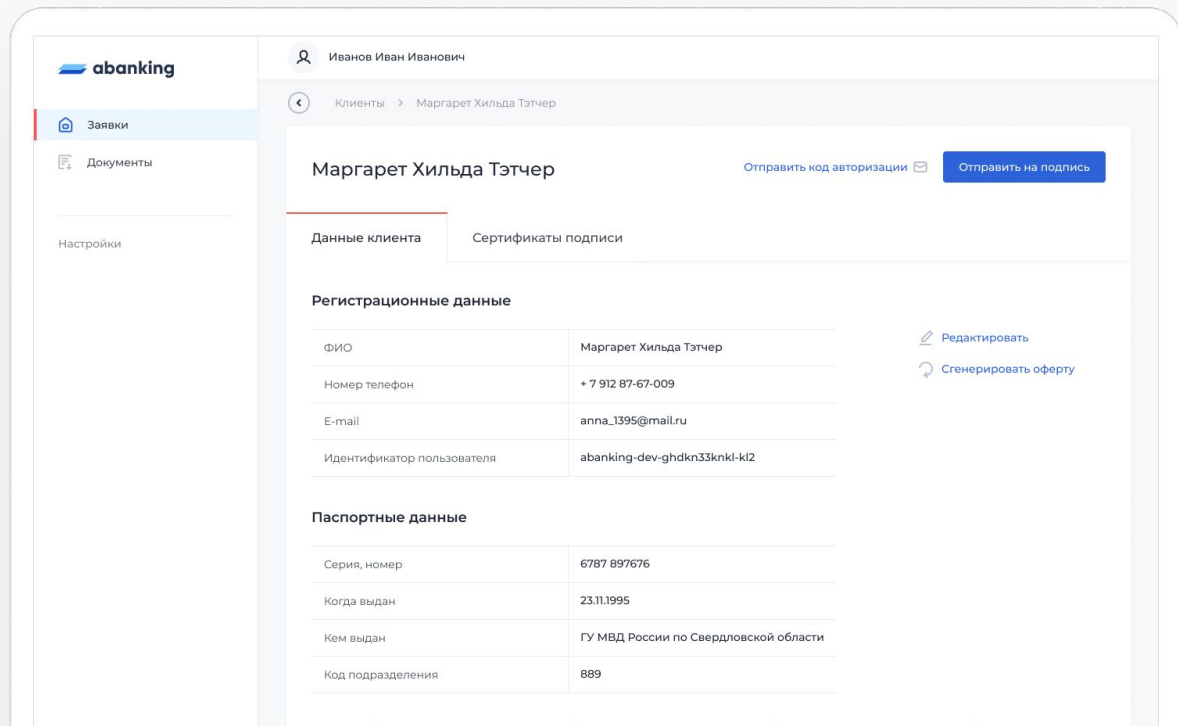 abanking
Иванов Иван Иванович
Клиенты > Маргарет Хильда Тэтчер
Заявки
Документы
Настройки
Маргарет Хильда Тэтчер
Отправить код авторизации
Отправить на подпись
Данные клиента
Сертификаты подписи
Регистрационные данные
ФИО Маргарет Хильда Тэтчер
Номер телефон + 7 912 87-67-009
E-mail anna_1395@mail.ru
Идентификатор пользователя abanking-dev-ghdkn33knkl-kl2
Редактировать
Сгенерировать оферту
Паспортные данные
Серия, номер 6787 897676
Когда выдан 23.11.1995
Кем выдан ГУ МВД России по Свердловской области
Код подразделения 889